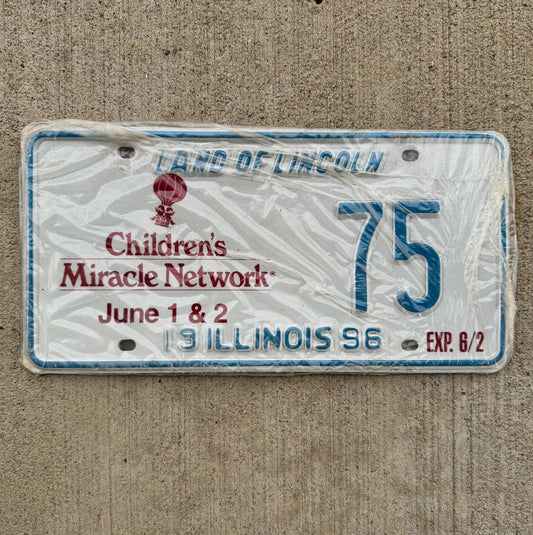 LAND OF LINCOLN
Children's
Miracle Network®
June 1 & 2
75
19 ILLINOIS 96
EXP. 6/2